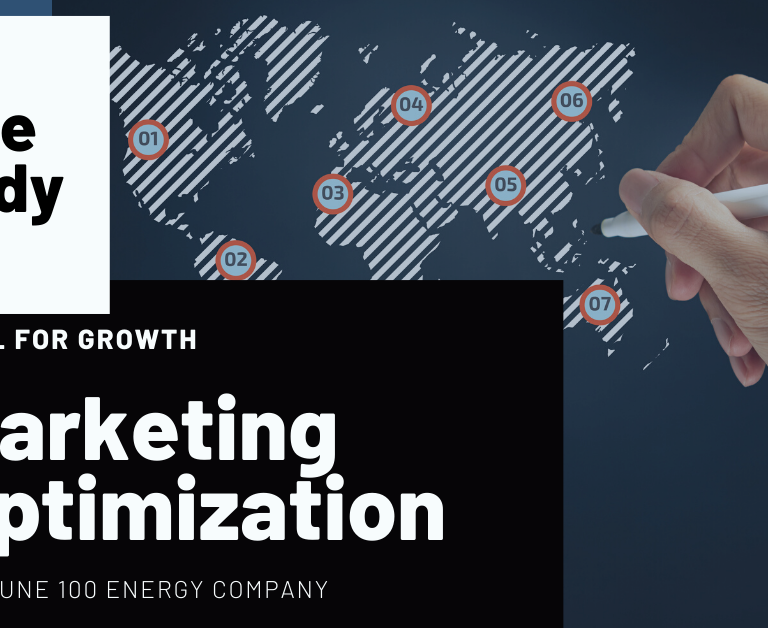 e
dy
01
02
03
04
05
06
07
L FOR GROWTH
arketing
ptimization
UNE 100 ENERGY COMPANY